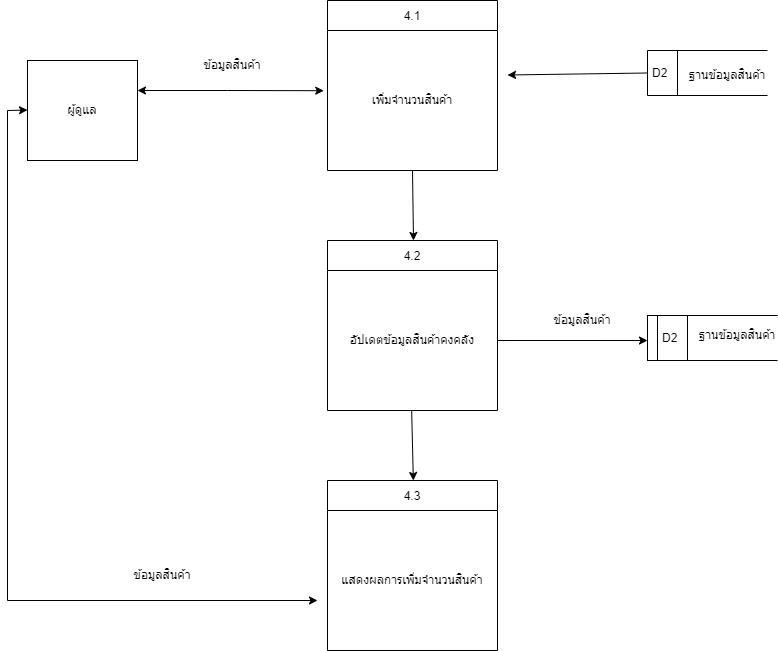 4.1
ข้อมูลสินค้า
D2
ฐานข้อมูลสินค้า
ผู้ดูแล
เพิ่มจำนวนสินค้า
4.2
ข้อมูลสินค้า
อัปเดตข้อมูลสินค้าคงคลัง
D2
ฐานข้อมูลสินค้า
4.3
ข้อมูลสินค้า
แสดงผลการเพิ่มจำนวนสินค้า